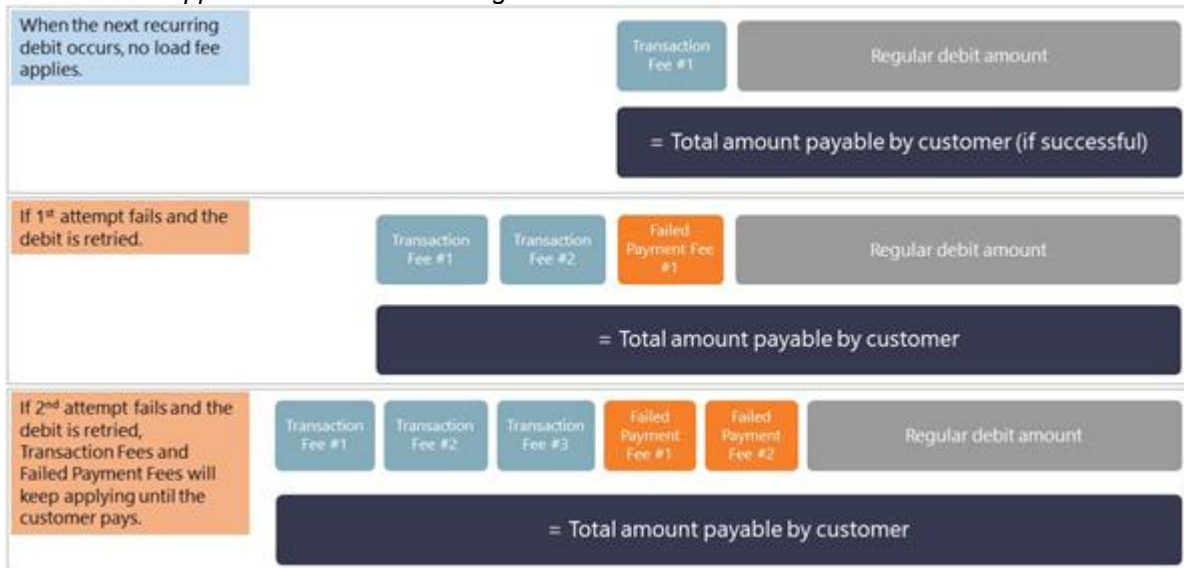 When the next recurring
debit occurs, no load fee
applies.
Transaction
Fee #1
Regular debit amount
= Total amount payable by customer (if successful)
If 1st attempt fails and the
debit is retried.
Transaction
Fee #1
Transaction
Fee #2
Failed
Payment Fee
#1
Regular debit amount
= Total amount payable by customer
If 2nd attempt fails and the
debit is retried,
Transaction Fees and
Failed Payment Fees will
keep applying until the
customer pays.
Transaction
Fee #1
Transaction
Fee #2
Transaction
Fee #3
Failed
Payment
Fee #1
Failed
Payment
Fee #2
Regular debit amount
= Total amount payable by customer